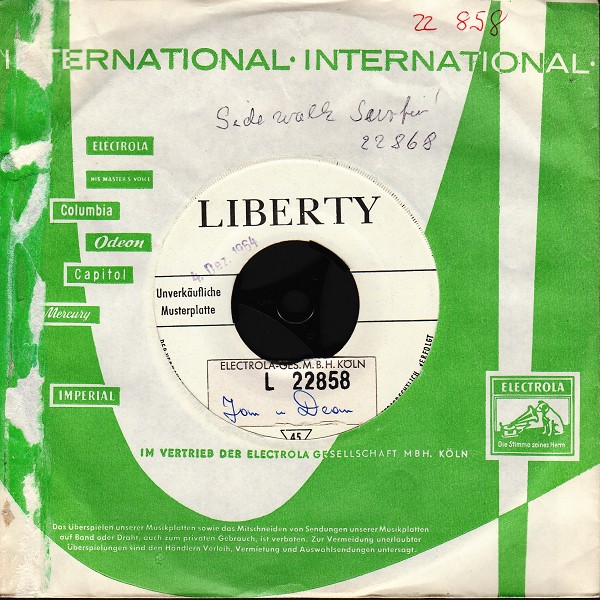 22 858
INTERNATIONAL · INTERNATIONAL ·
Sidewalk Surfin'
22868
ELECTROLA
HIS MASTER'S VOICE
Columbia
Odeon
Capitol
Mercury
IMPERIAL
LIBERTY
4. Dez. 1964
Unverkäufliche
Musterplatte
ELECTROLA-GES.M.B.H.KÖLN
L 22858
Jan u Dean
45
ELECTROLA
Die Stimme seines Herrn
IM VERTRIEB DER ELECTROLA GESELLSCHAFT MBH. KÖLN
Das Überspielen unserer Musikplatten sowie das Mitschneiden von Sendungen unserer Musikplatten
auf Band oder Draht, auch zum privaten Gebrauch, ist verboten. Zur Vermeidung unerlaubter
Überspielungen sind den Händlern Verleih, Vermietung und Auswahlsendungen untersagt.